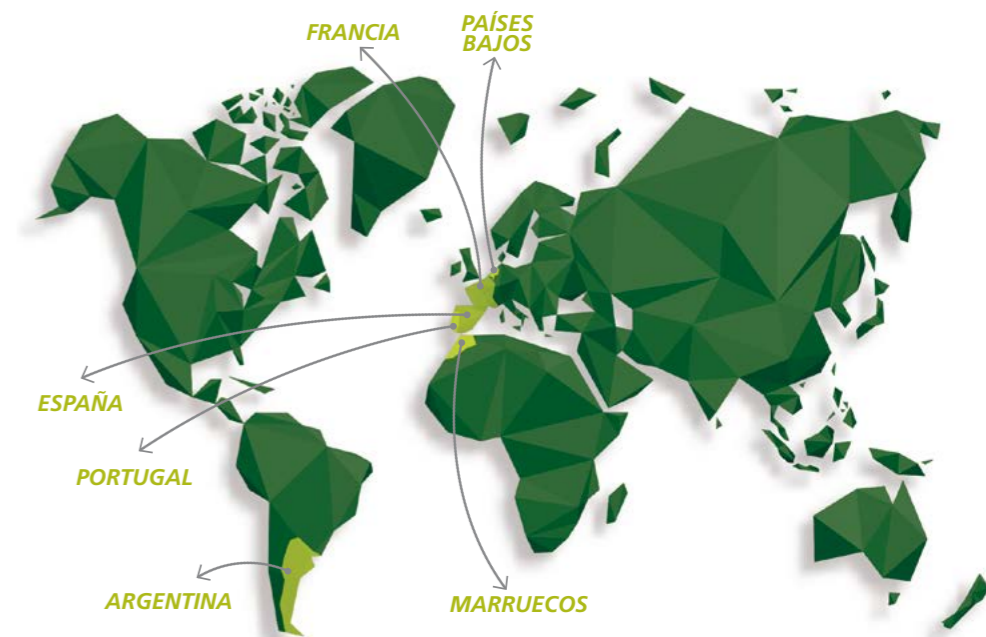 FRANCIA
PAÍSES
BAJOS
ESPAÑA
PORTUGAL
ARGENTINA
MARRUECOS